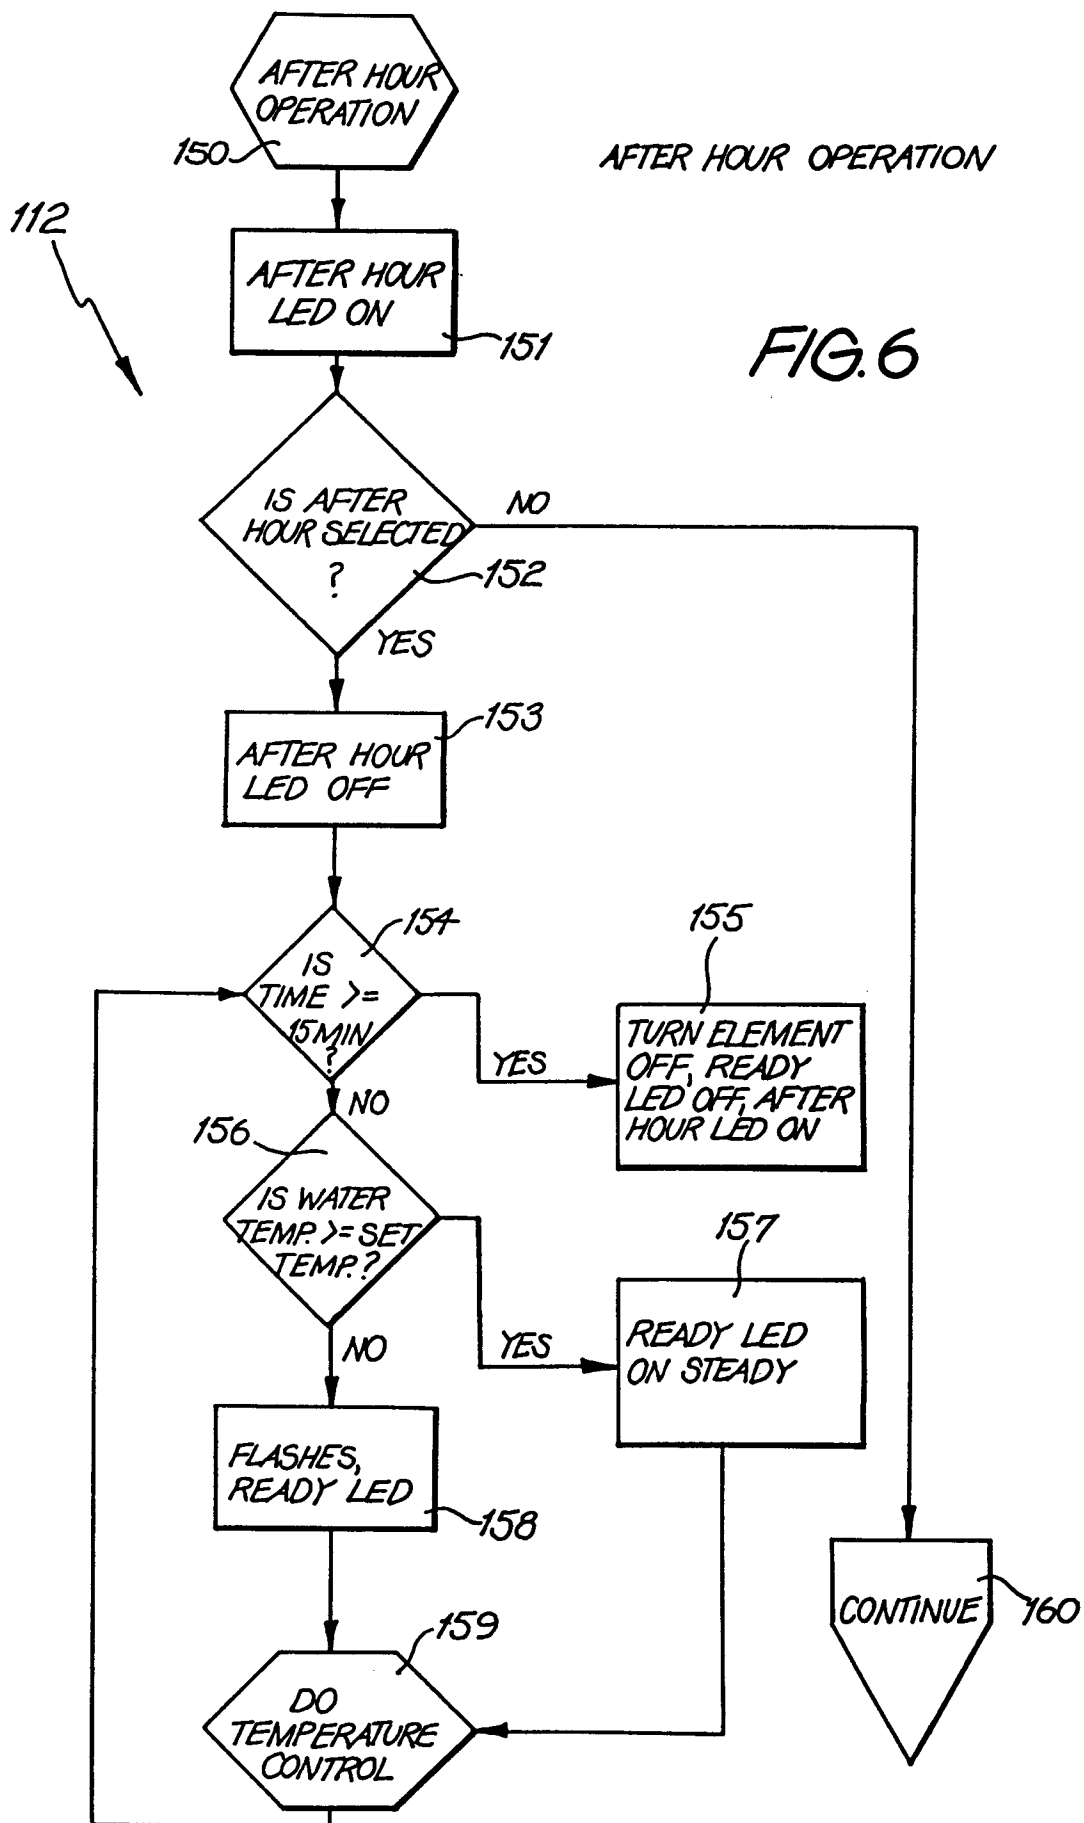 AFTER HOUR
OPERATION
150
AFTER HOUR OPERATION
112
AFTER HOUR
LED ON
151
FIG. 6
IS AFTER
HOUR SELECTED
?
152
NO
YES
153
AFTER HOUR
LED OFF
154
IS
TIME >=
15 MIN
?
YES
NO
155
TURN ELEMENT
OFF, READY
LED OFF, AFTER
HOUR LED ON
156
IS WATER
TEMP. >= SET
TEMP. ?
YES
NO
157
READY LED
ON STEADY
FLASHES,
READY LED
158
159
DO
TEMPERATURE
CONTROL
CONTINUE
160